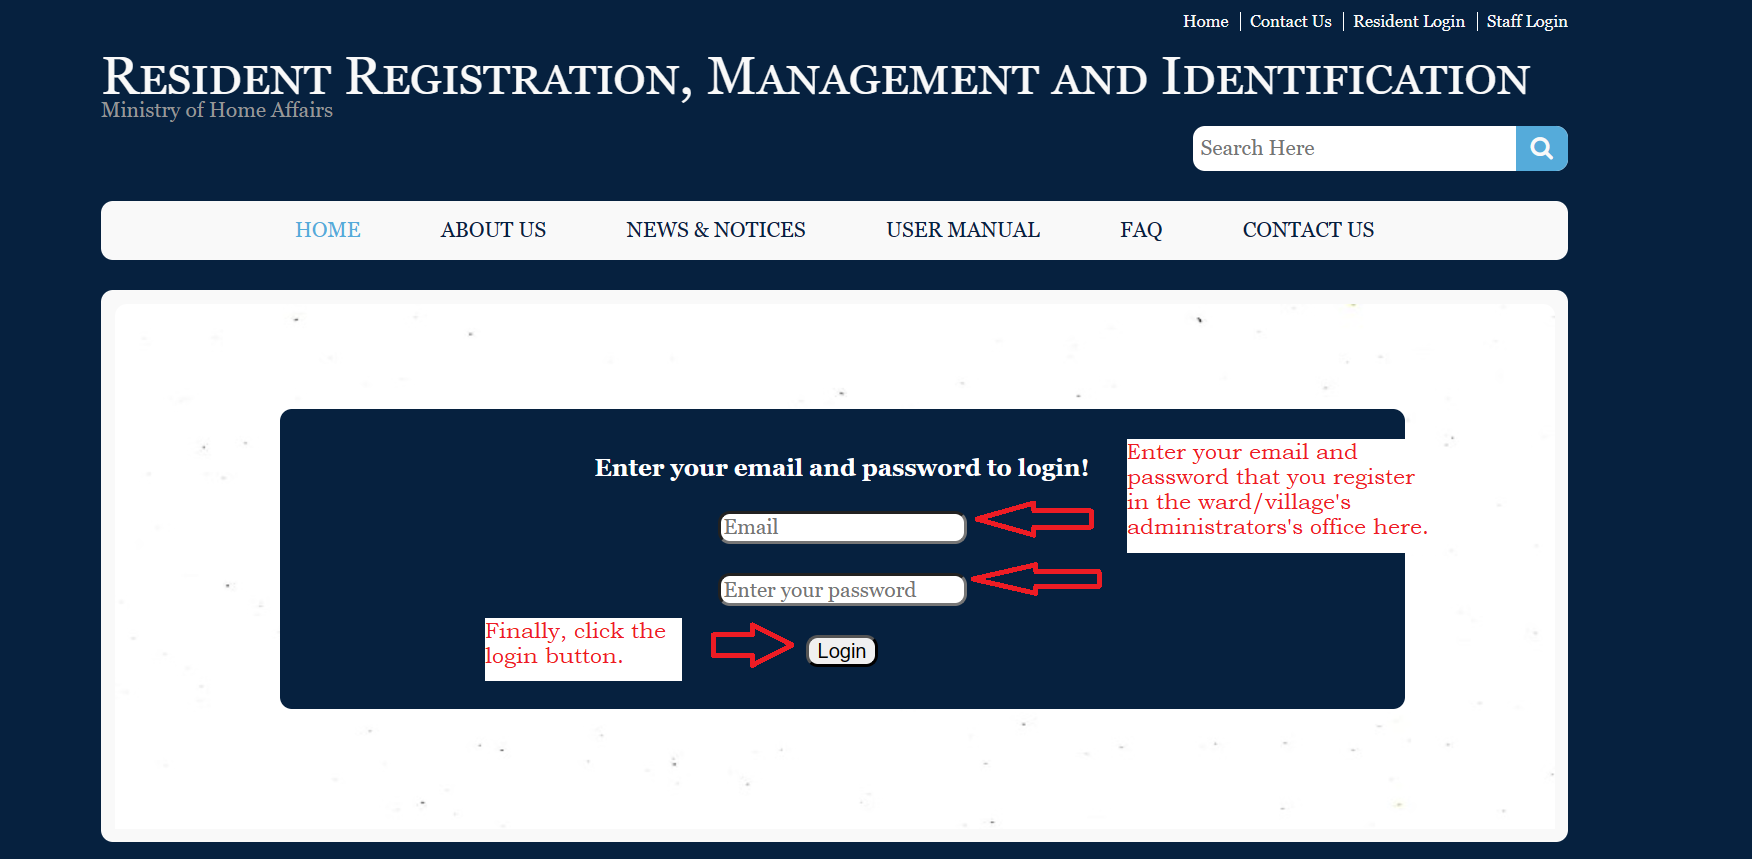 Home
Contact Us
Resident Login
Staff Login
Resident Registration, Management and Identification
Ministry of Home Affairs
Search Here
HOME
ABOUT US
NEWS & NOTICES
USER MANUAL
FAQ
CONTACT US
Enter your email and password to login!
Enter your email and
password that you register
in the ward/village's
administrators's office here.
Email
Enter your password
Finally, click the
login button.
Login